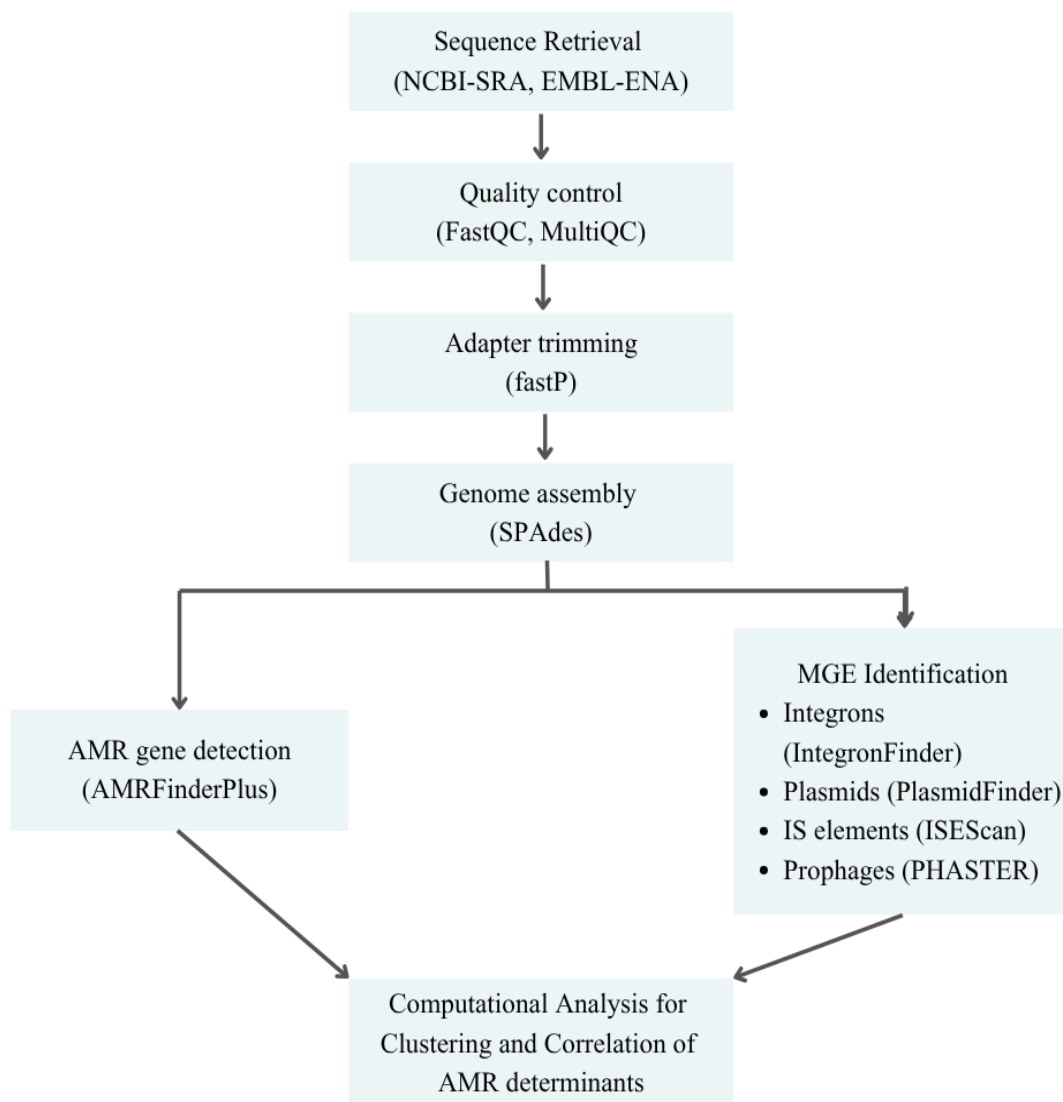 Sequence Retrieval
(NCBI-SRA, EMBL-ENA)
Quality control
(FastQC, MultiQC)
Adapter trimming
(fastP)
Genome assembly
(SPAdes)
AMR gene detection
(AMRFinderPlus)
MGE Identification
• Integrons
(IntegronFinder)
• Plasmids (PlasmidFinder)
• IS elements (ISEScan)
• Prophages (PHASTER)
Computational Analysis for
Clustering and Correlation of
AMR determinants